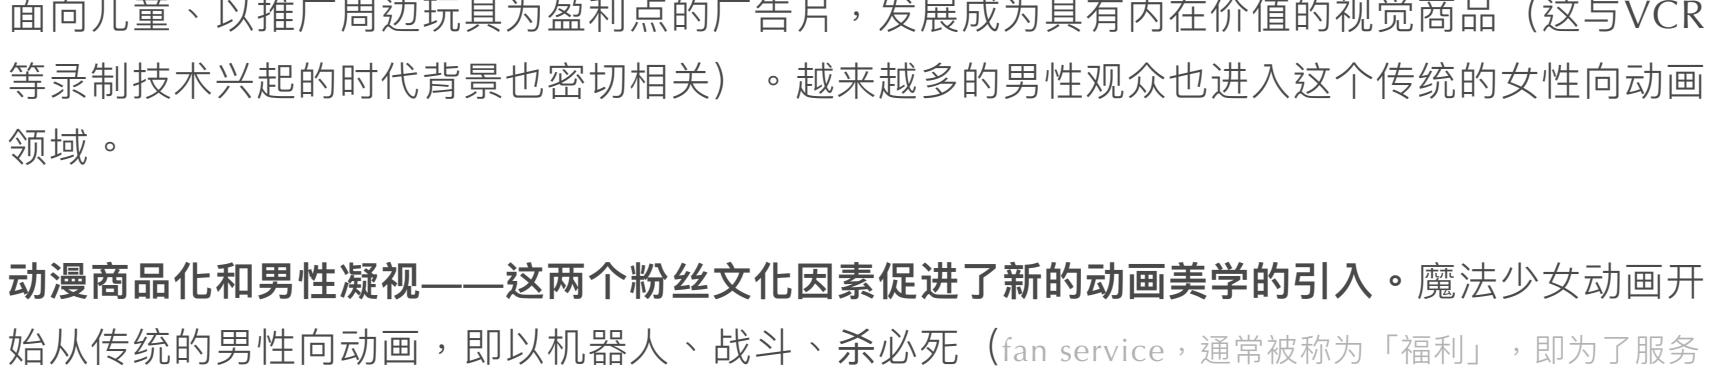 面向儿童、以推广周边玩具为盈利点的广告片，发展成为具有内在价值的视觉商品（这与VCR
等录制技术兴起的时代背景也密切相关）。越来越多的男性观众也进入这个传统的女性向动画
领域。
动漫商品化和男性凝视——这两个粉丝文化因素促进了新的动画美学的引入。魔法少女动画开
始从传统的男性向动画，即以机器人、战斗、杀必死（fan service，通常被称为「福利」，即为了服务